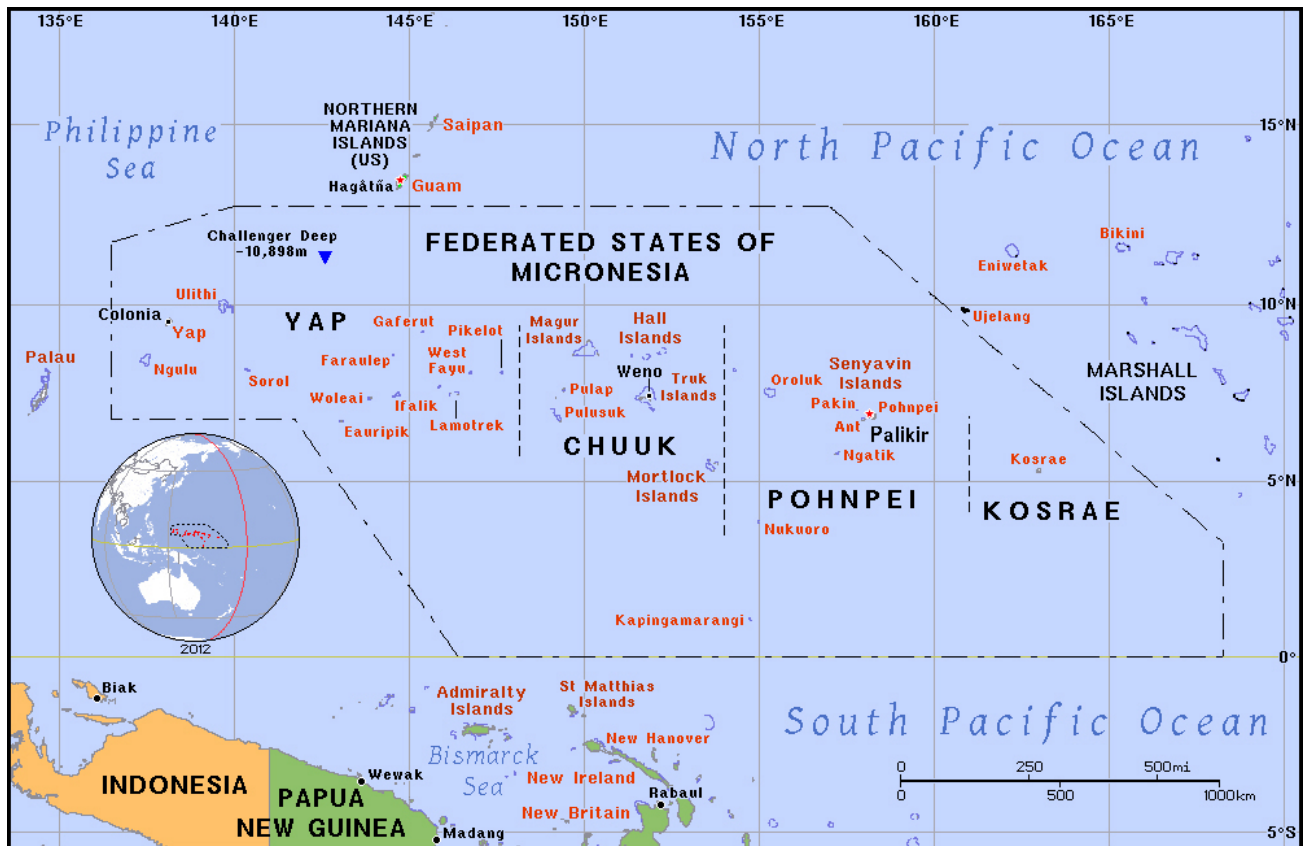 135°E
140°E
145°E
150°E
155°E
160°E
165°E
NORTHERN
MARIANA
ISLANDS
(US)
Saipan
Philippine
Sea
North Pacific Ocean
15°N
Hagåtña
Guam
Challenger Deep
-10,898m
FEDERATED STATES OF
MICRONESIA
Bikini
Eniwetak
Ulithi
10°N
Colonia
Yap
YAP
Gaferut
Pikelot
Magur
Islands
Hall
Islands
Ujelang
Palau
Ngulu
Sorol
Faraulep
West
Fayu
Weno
Truk
Islands
Senyavin
Islands
MARSHALL
ISLANDS
Woleai
Ifalik
Lamotrek
Eauripik
Pulap
Pulusuk
Oroluk
Pakin
Pohnpei
Ant
Palikir
CHUUK
Ngatik
Kosrae
Mortlock
Islands
5°N
POHNPEI
KOSRAE
Nukuoro
Kapingamarangi
2012
0°
Biak
Admiralty
Islands
St Matthias
Islands
South Pacific Ocean
Bismarck
Sea
New Hanover
INDONESIA
PAPUA
NEW GUINEA
Wewak
New Ireland
New Britain
Rabaul
Madang
0 250 500mi
0 500 1000km
5°S